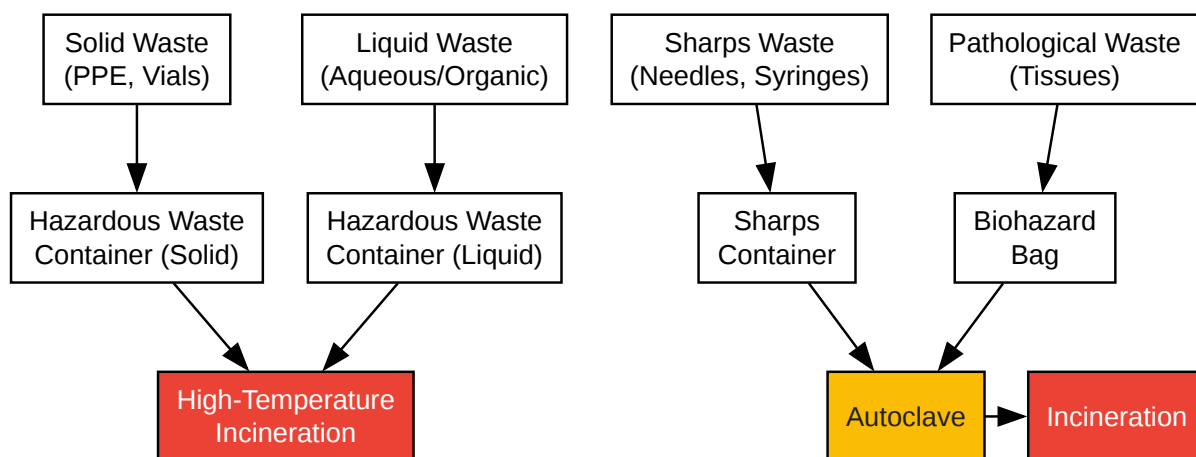 Solid Waste
(PPE, Vials)
Liquid Waste
(Aqueous/Organic)
Sharps Waste
(Needles, Syringes)
Pathological Waste
(Tissues)
Hazardous Waste
Container (Solid)
Hazardous Waste
Container (Liquid)
Sharps
Container
Biohazard
Bag
High-Temperature
Incineration
Autoclave
Incineration